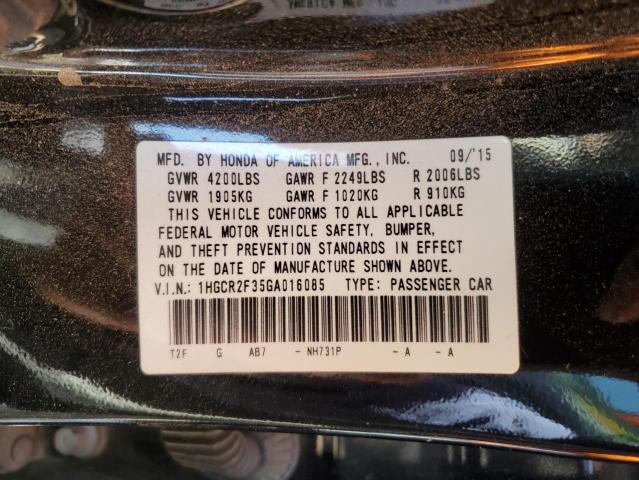 MFD. BY HONDA OF AMERICA MFG., INC. 09/'15
GVWR 4200LBS GAWR F 2249LBS R 2006LBS
GVWR 1905KG GAWR F 1020KG R 910KG
THIS VEHICLE CONFORMS TO ALL APPLICABLE
FEDERAL MOTOR VEHICLE SAFETY, BUMPER,
AND THEFT PREVENTION STANDARDS IN EFFECT
ON THE DATE OF MANUFACTURE SHOWN ABOVE.
V.I.N.: 1HGCR2F35GA016085 TYPE: PASSENGER CAR
T2F G AB7 - NH731P - A - A